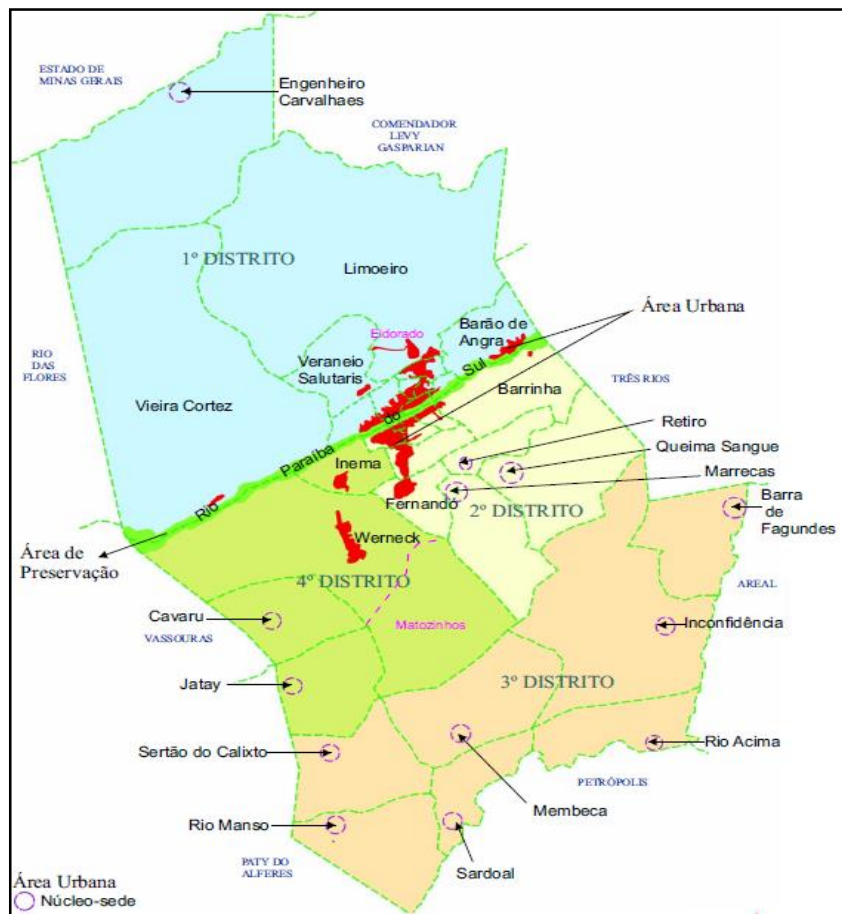 ESTADO DE
MINAS GERAIS
Engenheiro
Carvalhaes
COMENDADOR
LEVY
GASPARIAN
1º DISTRITO
Limoeiro
Área Urbana
Eldorado
Barão de
Angra
RIO
DAS
FLORES
Veraneio
Salutaris
TRÊS RIOS
Vieira Cortez
Barrinha
Rio Paraíba do Sul
Retiro
Queima Sangue
Marrecas
Inema
Fernando
2º DISTRITO
Barra
de
Fagundes
Werneck
Área de
Preservação
4º DISTRITO
AREAL
Cavaru
VASSOURAS
Matozinhos
Inconfidência
Jatay
3º DISTRITO
Sertão do Calixto
Rio Acima
PETRÓPOLIS
Membeca
Rio Manso
Sardoal
PATY DO
ALFERES
Área Urbana
Núcleo-sede